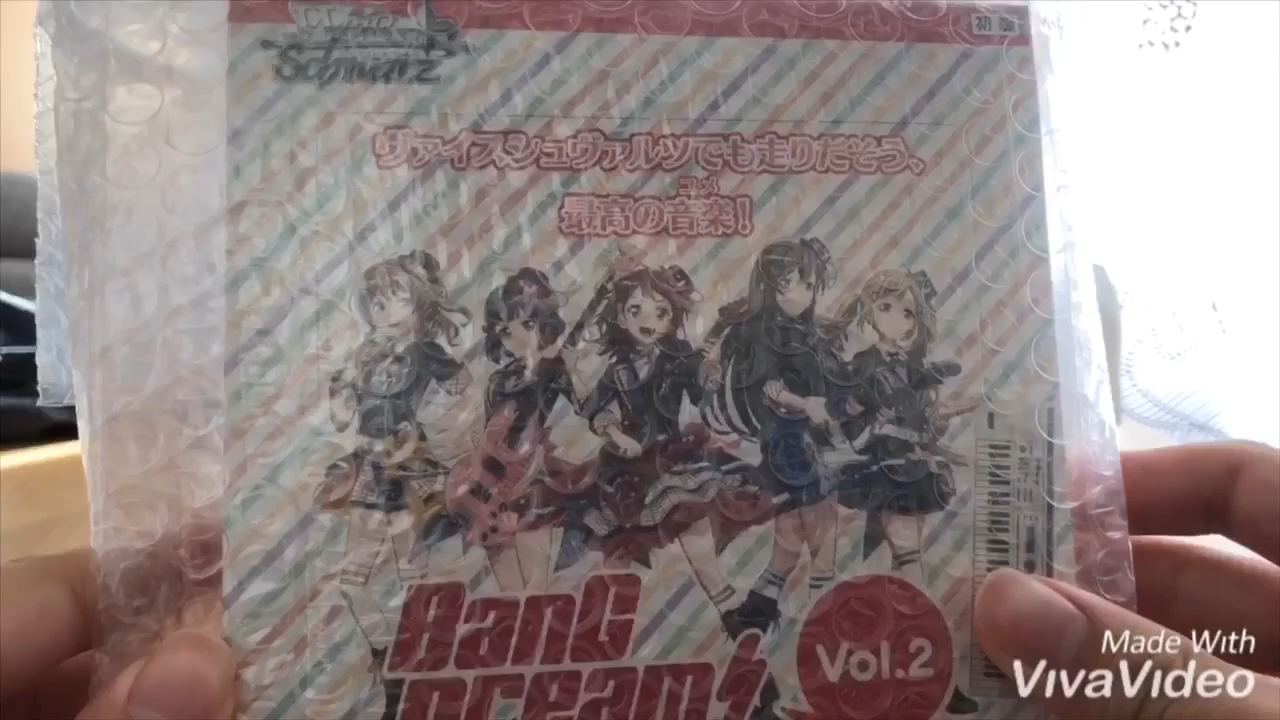 Weiß
Schwarz
初版
ヴァイスシュヴァルツでも走りだそう、
ユメ
最高の音楽!
BanG
Dream!
Vol.2
Made With
VivaVideo